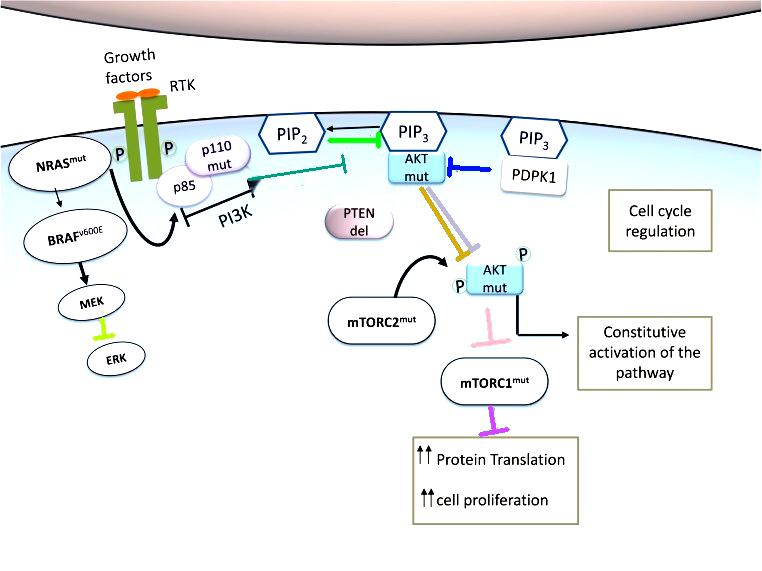 Growth
factors
RTK
NRASmut
P
P
p110
mut
p85
PI3K
PIP2
PIP3
AKT
mut
PIP3
PDPK1
BRAFv600E
MEK
ERK
PTEN
del
Cell cycle
regulation
P
P
AKT
mut
mTORC2mut
Constitutive
activation of the
pathway
mTORC1mut
Protein Translation
cell proliferation